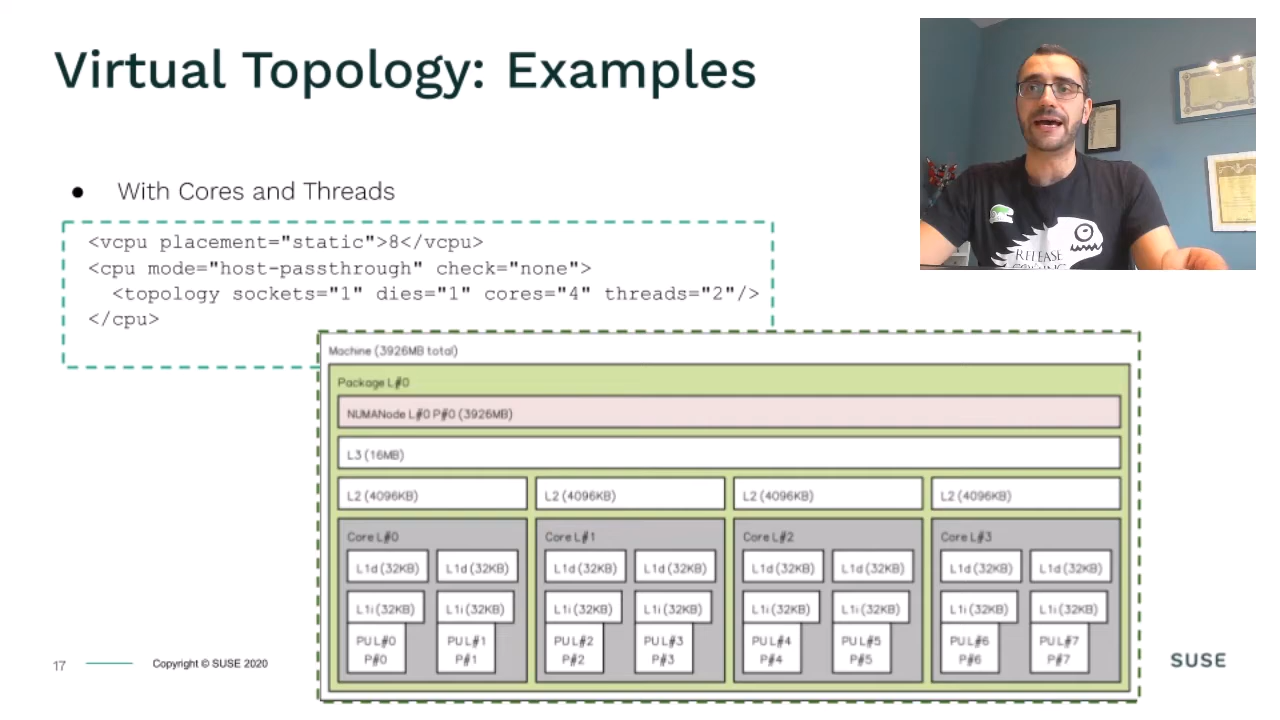 Virtual Topology: Examples
● With Cores and Threads
<vcpu placement="static">8</vcpu>
<cpu mode="host-passthrough" check="none">
<topology sockets="1" dies="1" cores="4" threads="2"/>
</cpu>
Machine (3926MB total)
Package L#0
NUMANode L#0 P#0 (3926MB)
L3 (16MB)
L2 (4096KB) L2 (4096KB) L2 (4096KB) L2 (4096KB)
Core L#0 Core L#1 Core L#2 Core L#3
L1d (32KB) L1d (32KB) L1d (32KB) L1d (32KB) L1d (32KB) L1d (32KB) L1d (32KB) L1d (32KB)
L1i (32KB) L1i (32KB) L1i (32KB) L1i (32KB) L1i (32KB) L1i (32KB) L1i (32KB) L1i (32KB)
PU L#0 PU L#1 PU L#2 PU L#3 PU L#4 PU L#5 PU L#6 PU L#7
P#0 P#1 P#2 P#3 P#4 P#5 P#6 P#7
17 Copyright © SUSE 2020
SUSE
RELEASE